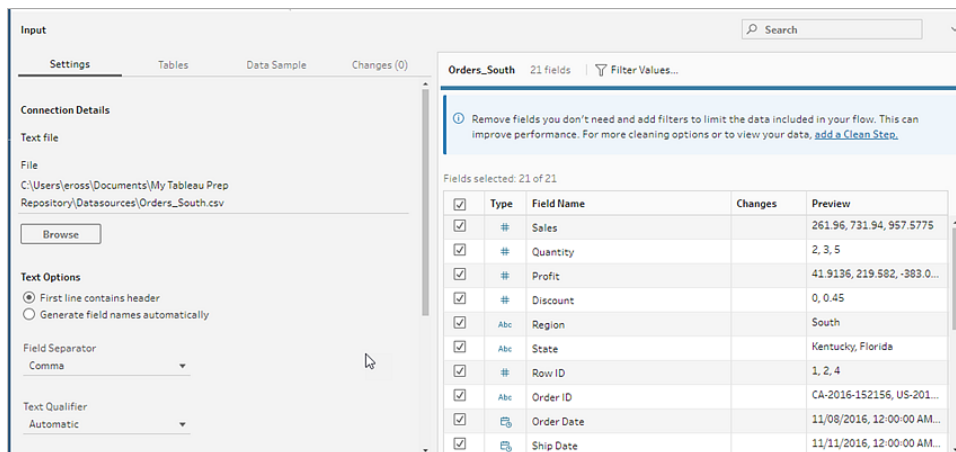 Input
Search
Settings Tables Data Sample Changes (0)
Connection Details
Text file
File
C:\Users\eross\Documents\My Tableau Prep
Repository\Datasources\Orders_South.csv
Browse
Text Options
First line contains header
Generate field names automatically
Field Separator
Comma
Text Qualifier
Automatic
Orders_South 21 fields Filter Values...
Remove fields you don't need and add filters to limit the data included in your flow. This can
improve performance. For more cleaning options or to view your data, add a Clean Step.
Fields selected: 21 of 21
Type Field Name Changes Preview
# Sales 261.96, 731.94, 957.5775
# Quantity 2, 3, 5
# Profit 41.9136, 219.582, -383.0...
# Discount 0, 0.45
Abc Region South
Abc State Kentucky, Florida
# Row ID 1, 2, 4
Abc Order ID CA-2016-152156, US-201...
Order Date 11/08/2016, 12:00:00 AM...
Ship Date 11/11/2016, 12:00:00 AM...